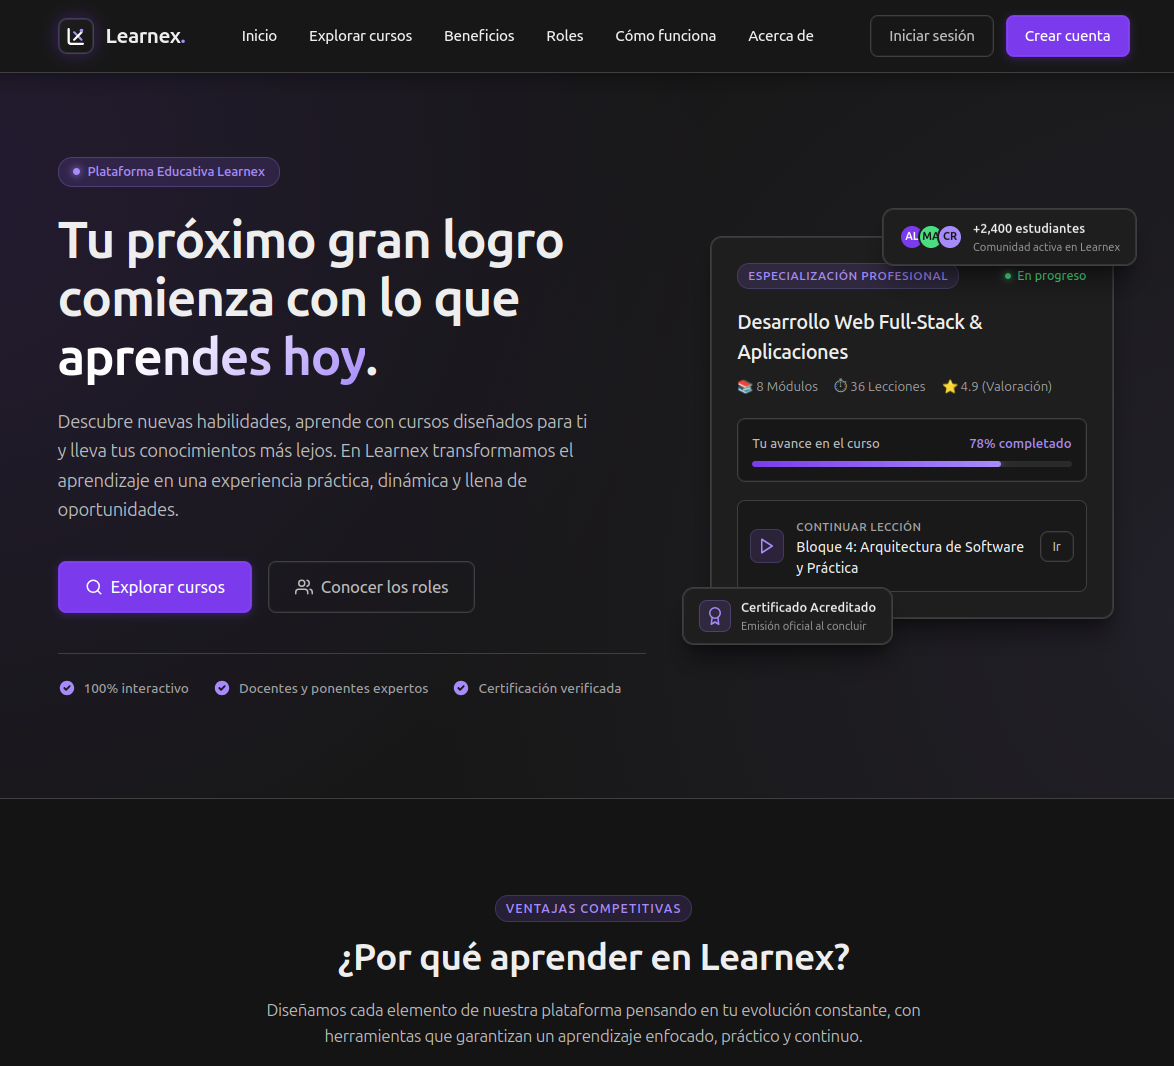 Learnex.
Inicio
Explorar cursos
Beneficios
Roles
Cómo funciona
Acerca de
Iniciar sesión
Crear cuenta
Plataforma Educativa Learnex
Tu próximo gran logro
comienza con lo que
aprendes hoy.
Descubre nuevas habilidades, aprende con cursos diseñados para ti
y lleva tus conocimientos más lejos. En Learnex transformamos el
aprendizaje en una experiencia práctica, dinámica y llena de
oportunidades.
Explorar cursos
Conocer los roles
100% interactivo
Docentes y ponentes expertos
Certificación verificada
AL
MA
CR
+2,400 estudiantes
Comunidad activa en Learnex
ESPECIALIZACIÓN PROFESIONAL
En progreso
Desarrollo Web Full-Stack &
Aplicaciones
8 Módulos
36 Lecciones
4.9 (Valoración)
Tu avance en el curso
78% completado
CONTINUAR LECCIÓN
Bloque 4: Arquitectura de Software
y Práctica
Ir
Certificado Acreditado
Emisión oficial al concluir
VENTAJAS COMPETITIVAS
¿Por qué aprender en Learnex?
Diseñamos cada elemento de nuestra plataforma pensando en tu evolución constante, con
herramientas que garantizan un aprendizaje enfocado, práctico y continuo.